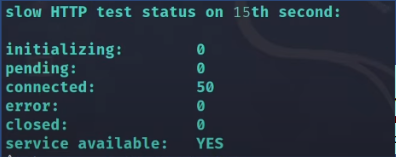 slow HTTP test status on 15th second:
initializing: 0
pending: 0
connected: 50
error: 0
closed: 0
service available: YES